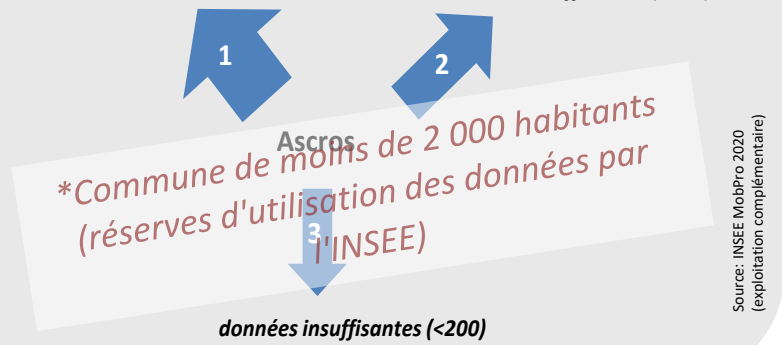 1
2
Ascros
*Commune de moins de 2 000 habitants
(réserves d'utilisation des données par
l'INSEE)
3
données insuffisantes (<200)
Source: INSEE MobPro 2020
(exploitation complémentaire)